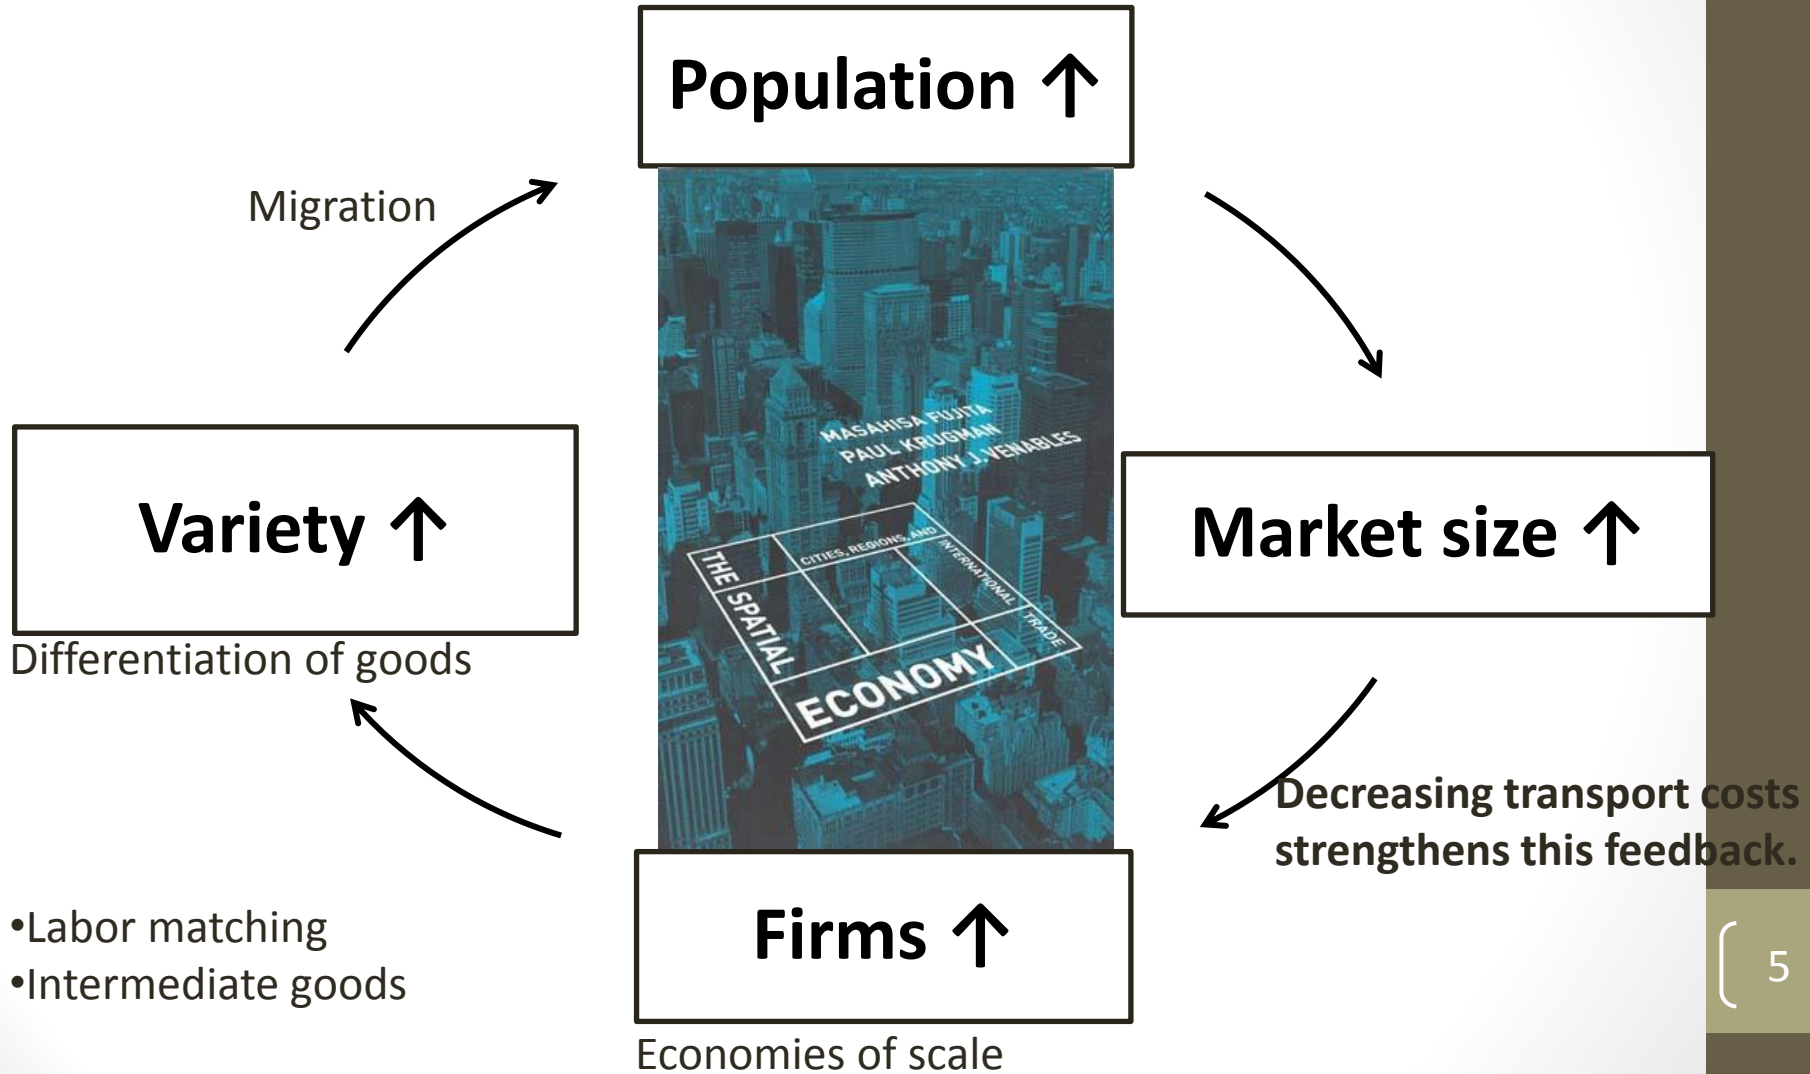 Population ↑
Migration
MASAHISA FUJITA
PAUL KRUGMAN
ANTHONY J. VENABLES
Variety ↑
Market size ↑
CITIES, REGIONS, AND
INTERNATIONAL
TRADE
THE SPATIAL
ECONOMY
Differentiation of goods
Decreasing transport costs
strengthens this feedback.
Firms ↑
•Labor matching
•Intermediate goods
5
Economies of scale